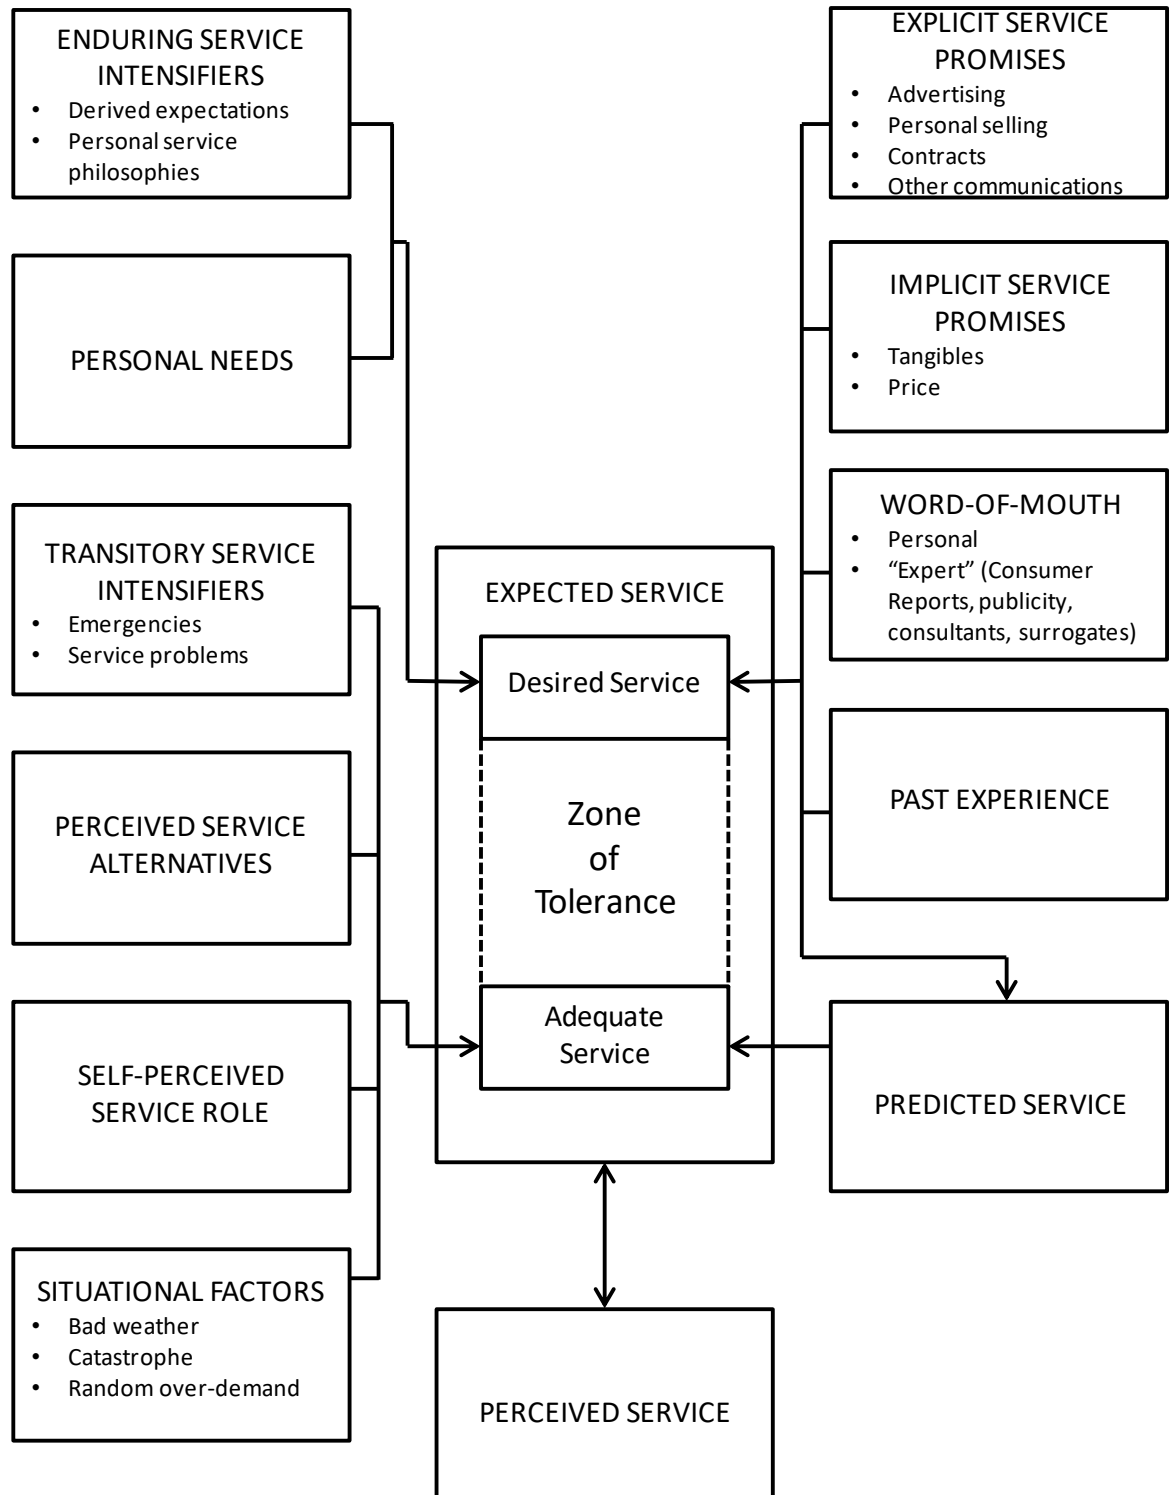 ENDURING SERVICE
INTENSIFIERS
• Derived expectations
• Personal service
philosophies
PERSONAL NEEDS
TRANSITORY SERVICE
INTENSIFIERS
• Emergencies
• Service problems
PERCEIVED SERVICE
ALTERNATIVES
SELF-PERCEIVED
SERVICE ROLE
SITUATIONAL FACTORS
• Bad weather
• Catastrophe
• Random over-demand
EXPECTED SERVICE
Desired Service
Zone
of
Tolerance
Adequate
Service
PERCEIVED SERVICE
EXPLICIT SERVICE
PROMISES
• Advertising
• Personal selling
• Contracts
• Other communications
IMPLICIT SERVICE
PROMISES
• Tangibles
• Price
WORD-OF-MOUTH
• Personal
• “Expert” (Consumer
Reports, publicity,
consultants, surrogates)
PAST EXPERIENCE
PREDICTED SERVICE